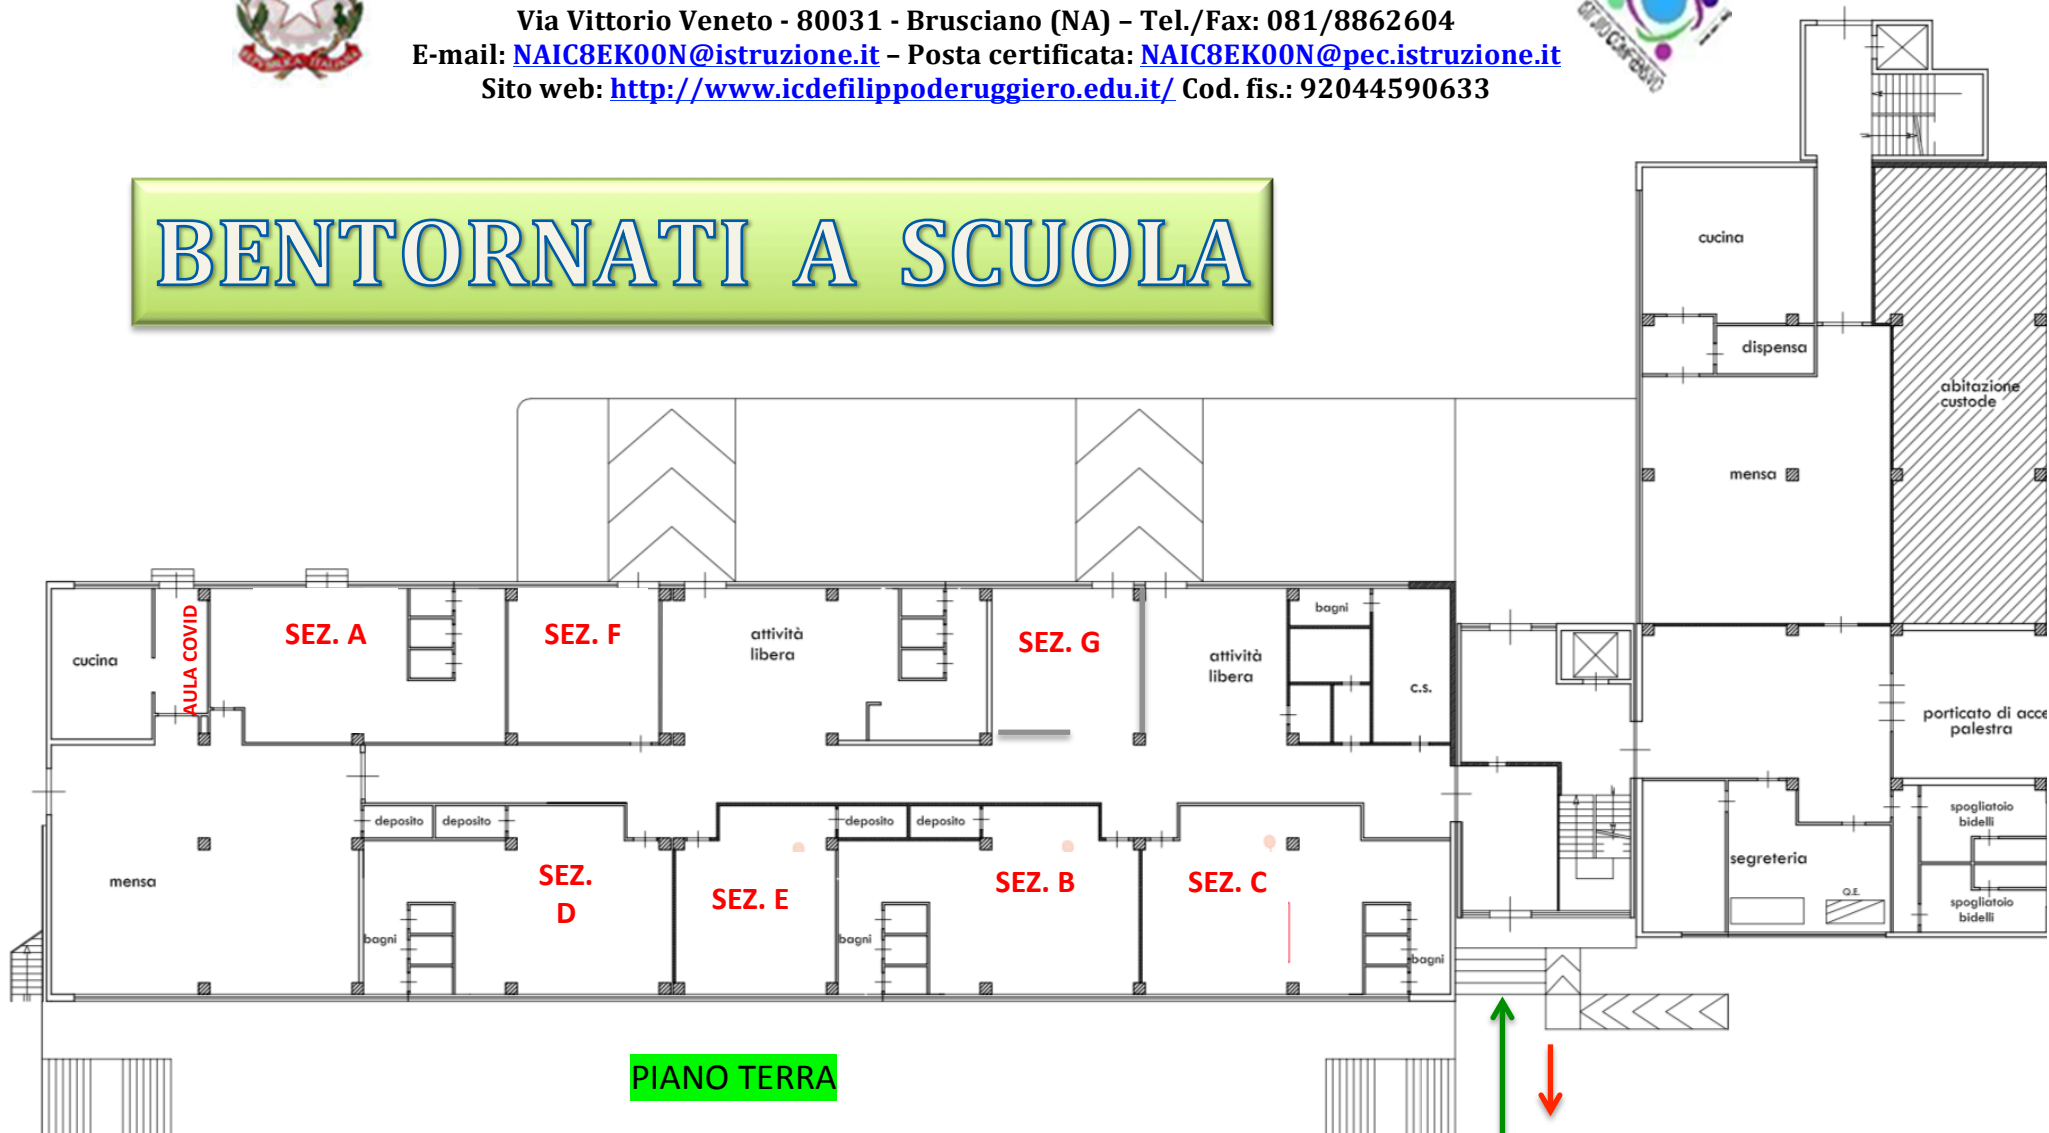 Via Vittorio Veneto - 80031 - Brusciano (NA) – Tel./Fax: 081/8862604
E-mail: NAIC8EK00N@istruzione.it – Posta certificata: NAIC8EK00N@pec.istruzione.it
Sito web: http://www.icdefilippoderuggiero.edu.it/ Cod. fis.: 92044590633
BENTORNATI A SCUOLA
cucina
dispensa
abitazione
custode
mensa
cucina
AULA COVID
SEZ. A
SEZ. F
attività
libera
SEZ. G
attività
libera
bagni
c.s.
porticato di acce
palestra
deposito
deposito
deposito
deposito
spogliatoio
bidelli
mensa
SEZ.
D
SEZ. E
SEZ. B
SEZ. C
segreteria
Q.E.
spogliatoio
bidelli
bagni
bagni
bagni
PIANO TERRA